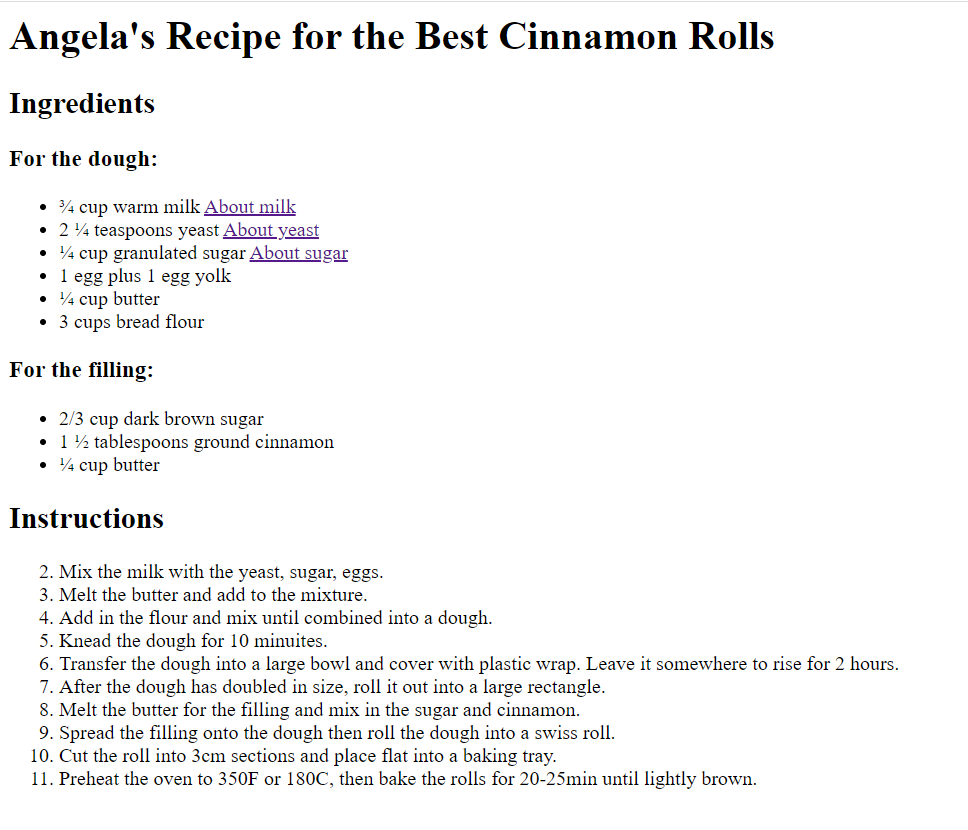 Angela's Recipe for the Best Cinnamon Rolls
Ingredients
For the dough:
• ¾ cup warm milk About milk
• 2 ¼ teaspoons yeast About yeast
• ¼ cup granulated sugar About sugar
• 1 egg plus 1 egg yolk
• ¼ cup butter
• 3 cups bread flour
For the filling:
• 2/3 cup dark brown sugar
• 1 ½ tablespoons ground cinnamon
• ¼ cup butter
Instructions
2. Mix the milk with the yeast, sugar, eggs.
3. Melt the butter and add to the mixture.
4. Add in the flour and mix until combined into a dough.
5. Knead the dough for 10 minuites.
6. Transfer the dough into a large bowl and cover with plastic wrap. Leave it somewhere to rise for 2 hours.
7. After the dough has doubled in size, roll it out into a large rectangle.
8. Melt the butter for the filling and mix in the sugar and cinnamon.
9. Spread the filling onto the dough then roll the dough into a swiss roll.
10. Cut the roll into 3cm sections and place flat into a baking tray.
11. Preheat the oven to 350F or 180C, then bake the rolls for 20-25min until lightly brown.